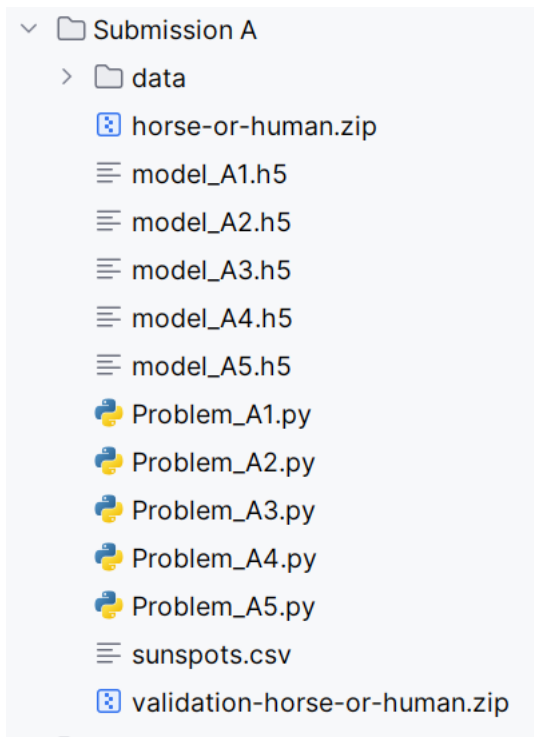 Submission A
data
horse-or-human.zip
model_A1.h5
model_A2.h5
model_A3.h5
model_A4.h5
model_A5.h5
Problem_A1.py
Problem_A2.py
Problem_A3.py
Problem_A4.py
Problem_A5.py
sunspots.csv
validation-horse-or-human.zip